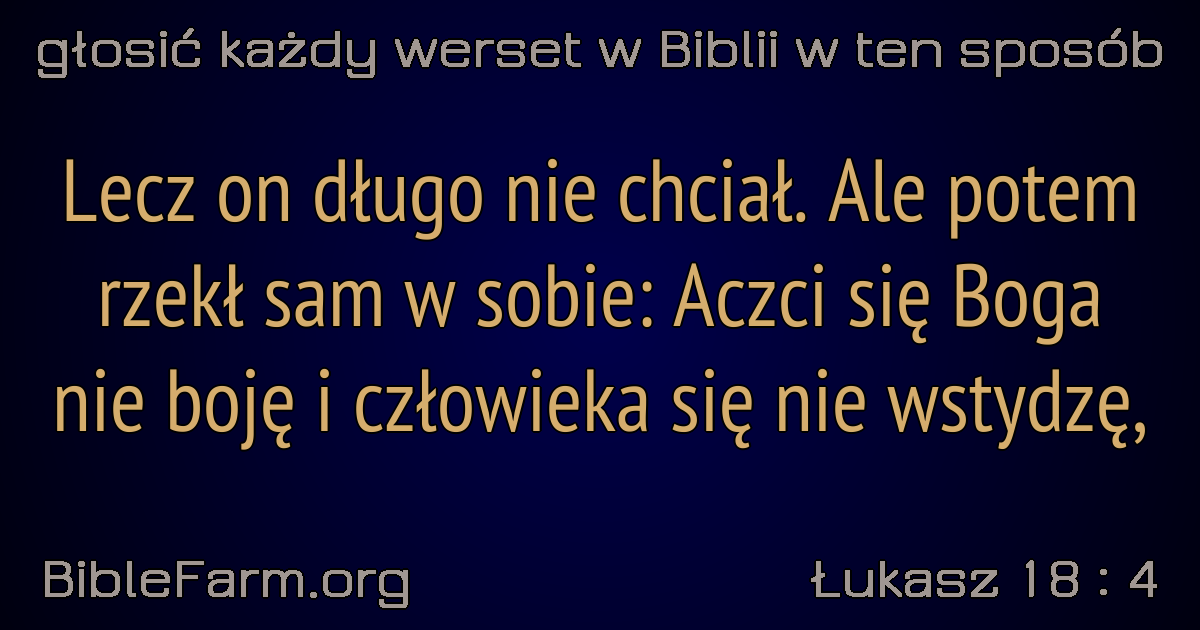 głosić każdy werset w Biblii w ten sposób
Lecz on długo nie chciał. Ale potem
rzekł sam w sobie: Aczci się Boga
nie boję i człowieka się nie wstydzę,
BibleFarm.org
Łukasz 18 : 4